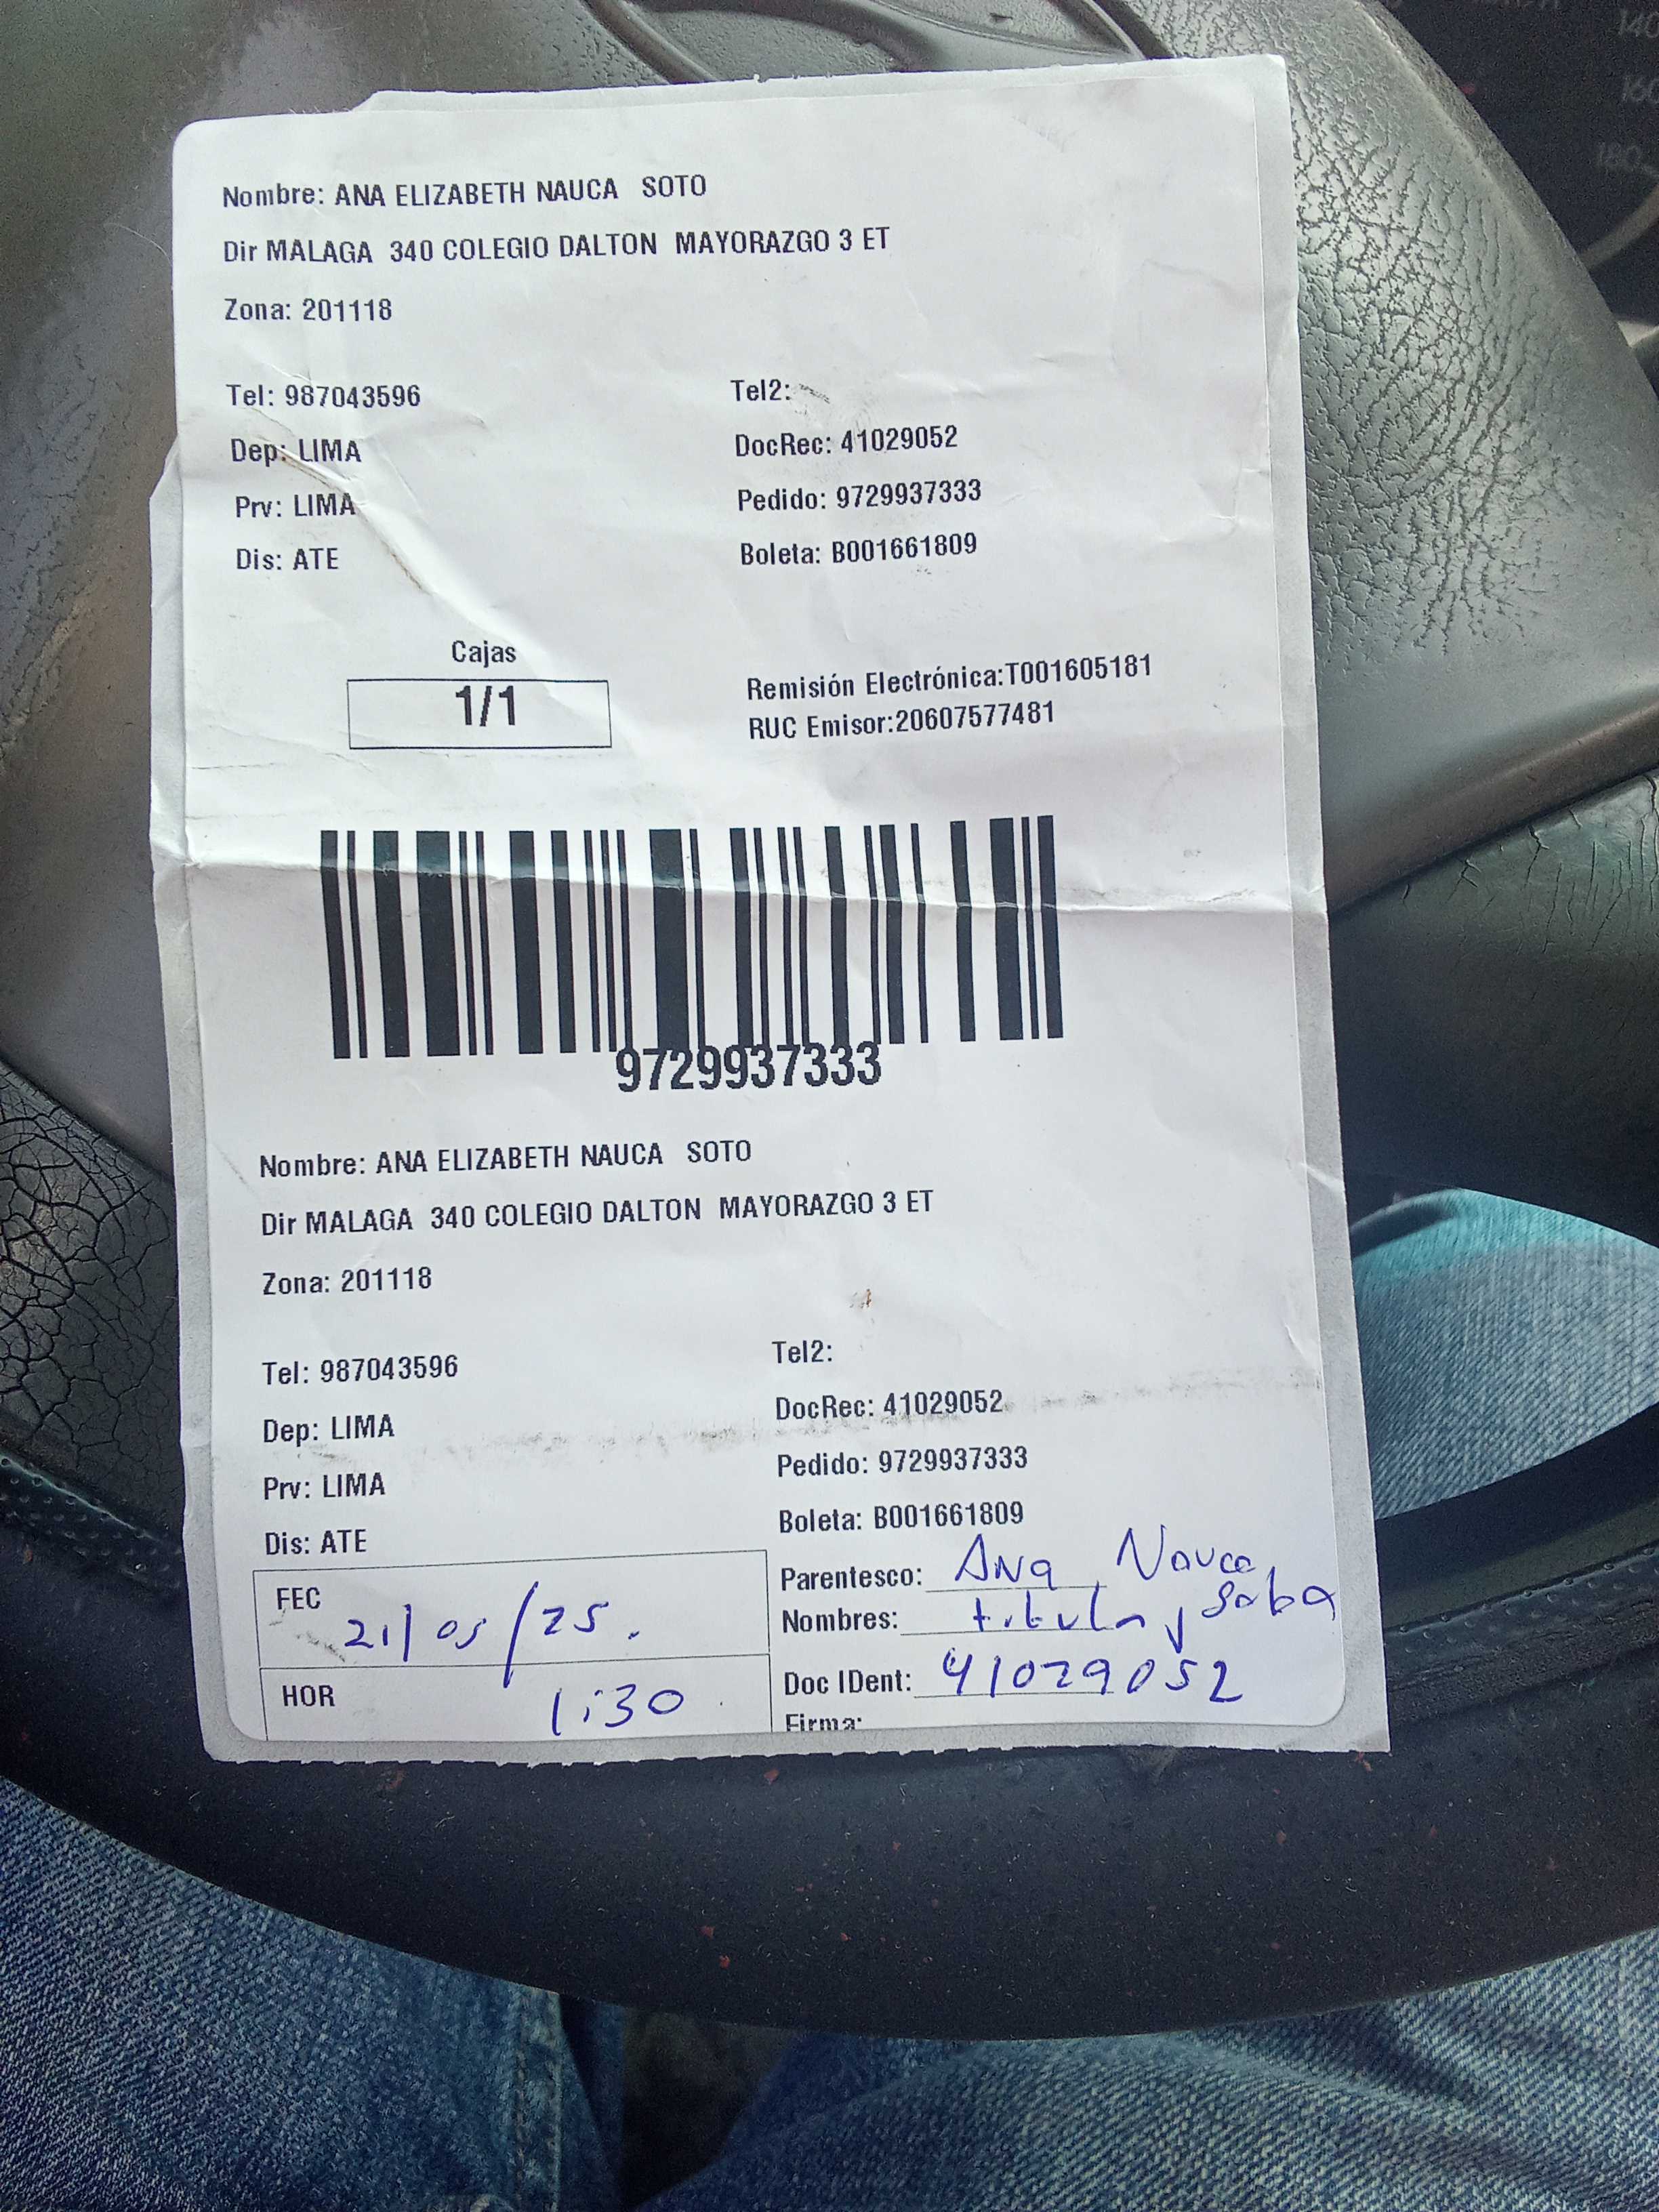 Nombre: ANA ELIZABETH NAUCA SOTO
Dir MALAGA 340 COLEGIO DALTON MAYORAZGO 3 ET
Zona: 201118
Tel: 987043596 Tel2:
Dep: LIMA DocRec: 41029052
Prv: LIMA Pedido: 9729937333
Dis: ATE Boleta: B001661809
Cajas
1/1
Remisión Electrónica:T001605181
RUC Emisor:20607577481
9729937333
Nombre: ANA ELIZABETH NAUCA SOTO
Dir MALAGA 340 COLEGIO DALTON MAYORAZGO 3 ET
Zona: 201118
Tel: 987043596 Tel2:
Dep: LIMA DocRec: 41029052
Prv: LIMA Pedido: 9729937333
Dis: ATE Boleta: B001661809
FEC 21/05/25.
HOR 1:30
Parentesco: Ana Nauca
Nombres: titular
Doc IDent: 41029052
Firma:
140
160
180